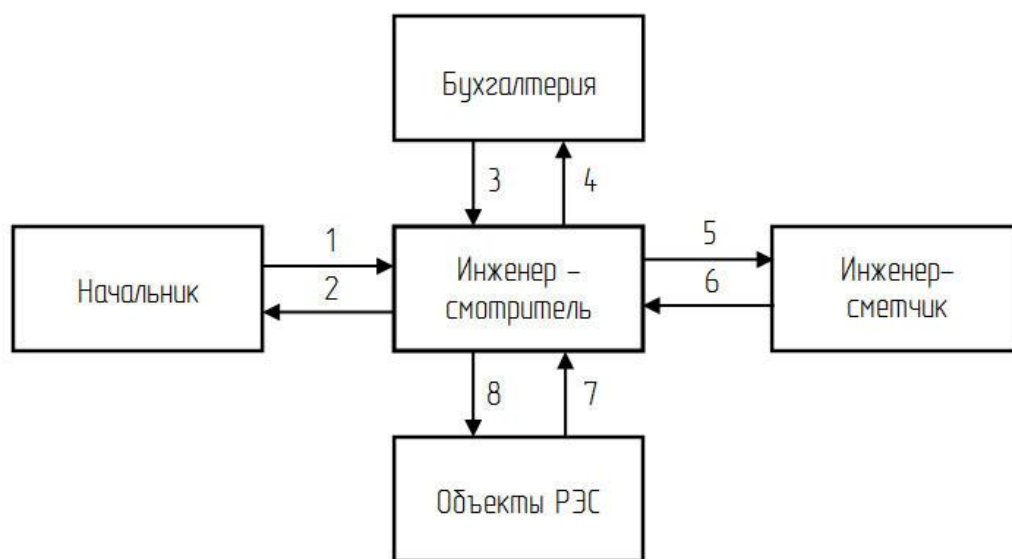 Бухгалтерия
3
4
Начальник
1
2
Инженер –
смотритель
5
6
Инженер–
сметчик
8
7
Объекты РЭС